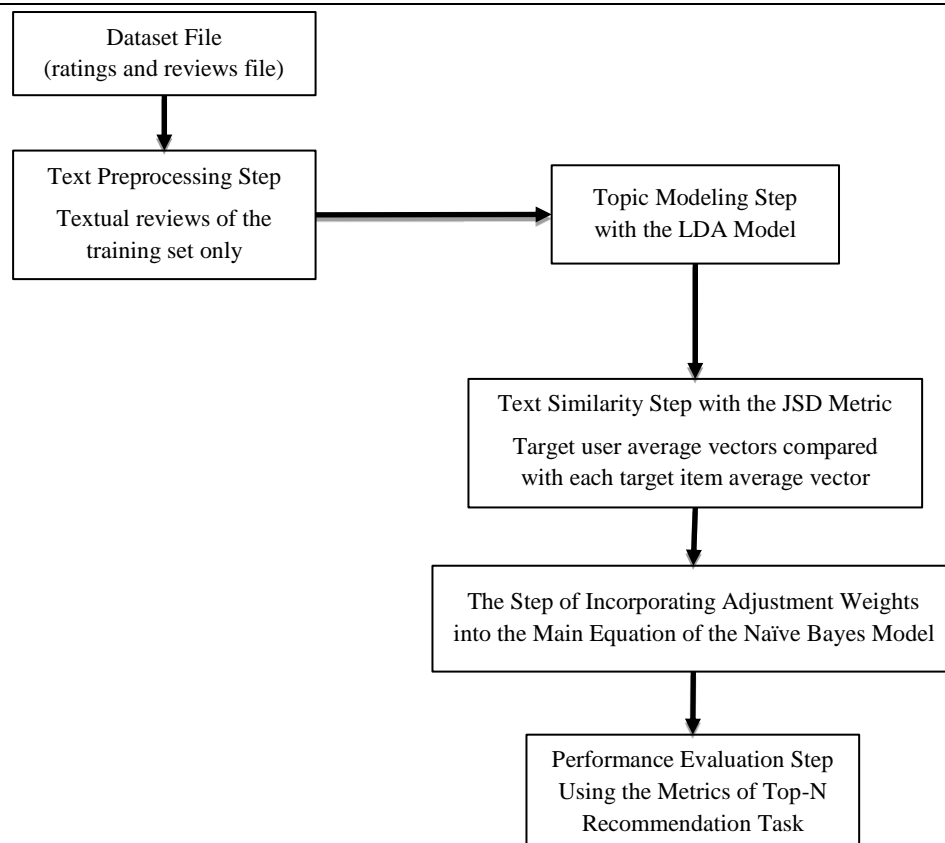 Dataset File
(ratings and reviews file)
Text Preprocessing Step
Textual reviews of the
training set only
Topic Modeling Step
with the LDA Model
Text Similarity Step with the JSD Metric
Target user average vectors compared
with each target item average vector
The Step of Incorporating Adjustment Weights
into the Main Equation of the Naïve Bayes Model
Performance Evaluation Step
Using the Metrics of Top-N
Recommendation Task